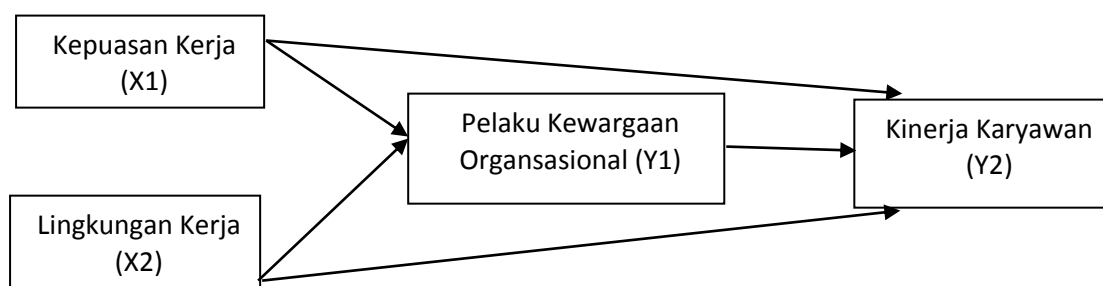 Kepuasan Kerja
(X1)
Pelaku Kewargaan
Organsasional (Y1)
Kinerja Karyawan
(Y2)
Lingkungan Kerja
(X2)